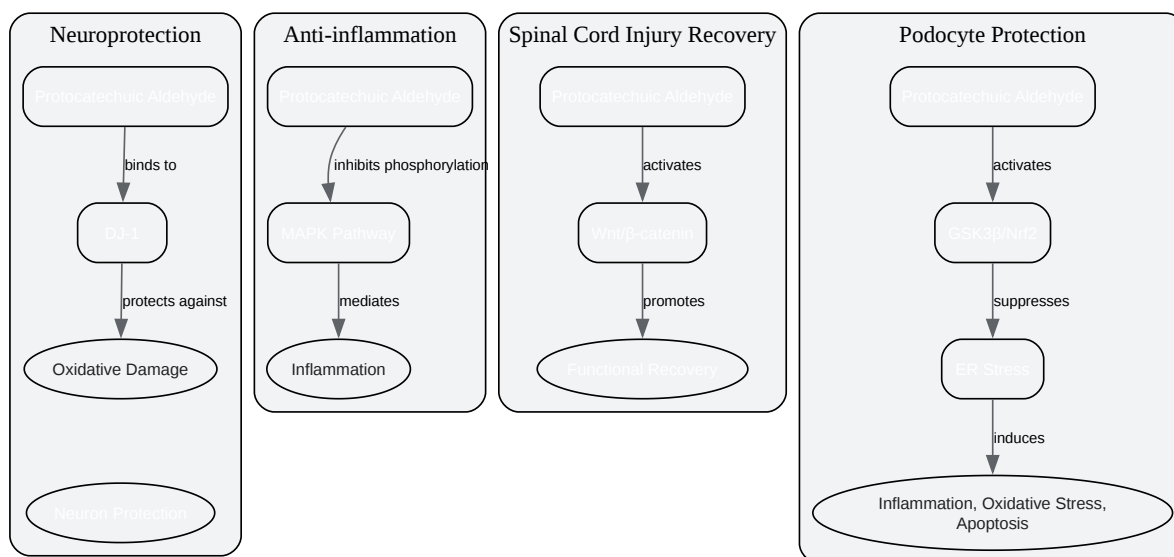 Neuroprotection
Protocatechuic Aldehyde
binds to
DJ-1
protects against
Oxidative Damage
Neuron Protection
Anti-inflammation
Protocatechuic Aldehyde
inhibits phosphorylation
MAPK Pathway
mediates
Inflammation
Spinal Cord Injury Recovery
Protocatechuic Aldehyde
activates
Wnt/β-catenin
promotes
Functional Recovery
Podocyte Protection
Protocatechuic Aldehyde
activates
GSK3β/Nrf2
suppresses
ER Stress
induces
Inflammation, Oxidative Stress,
Apoptosis